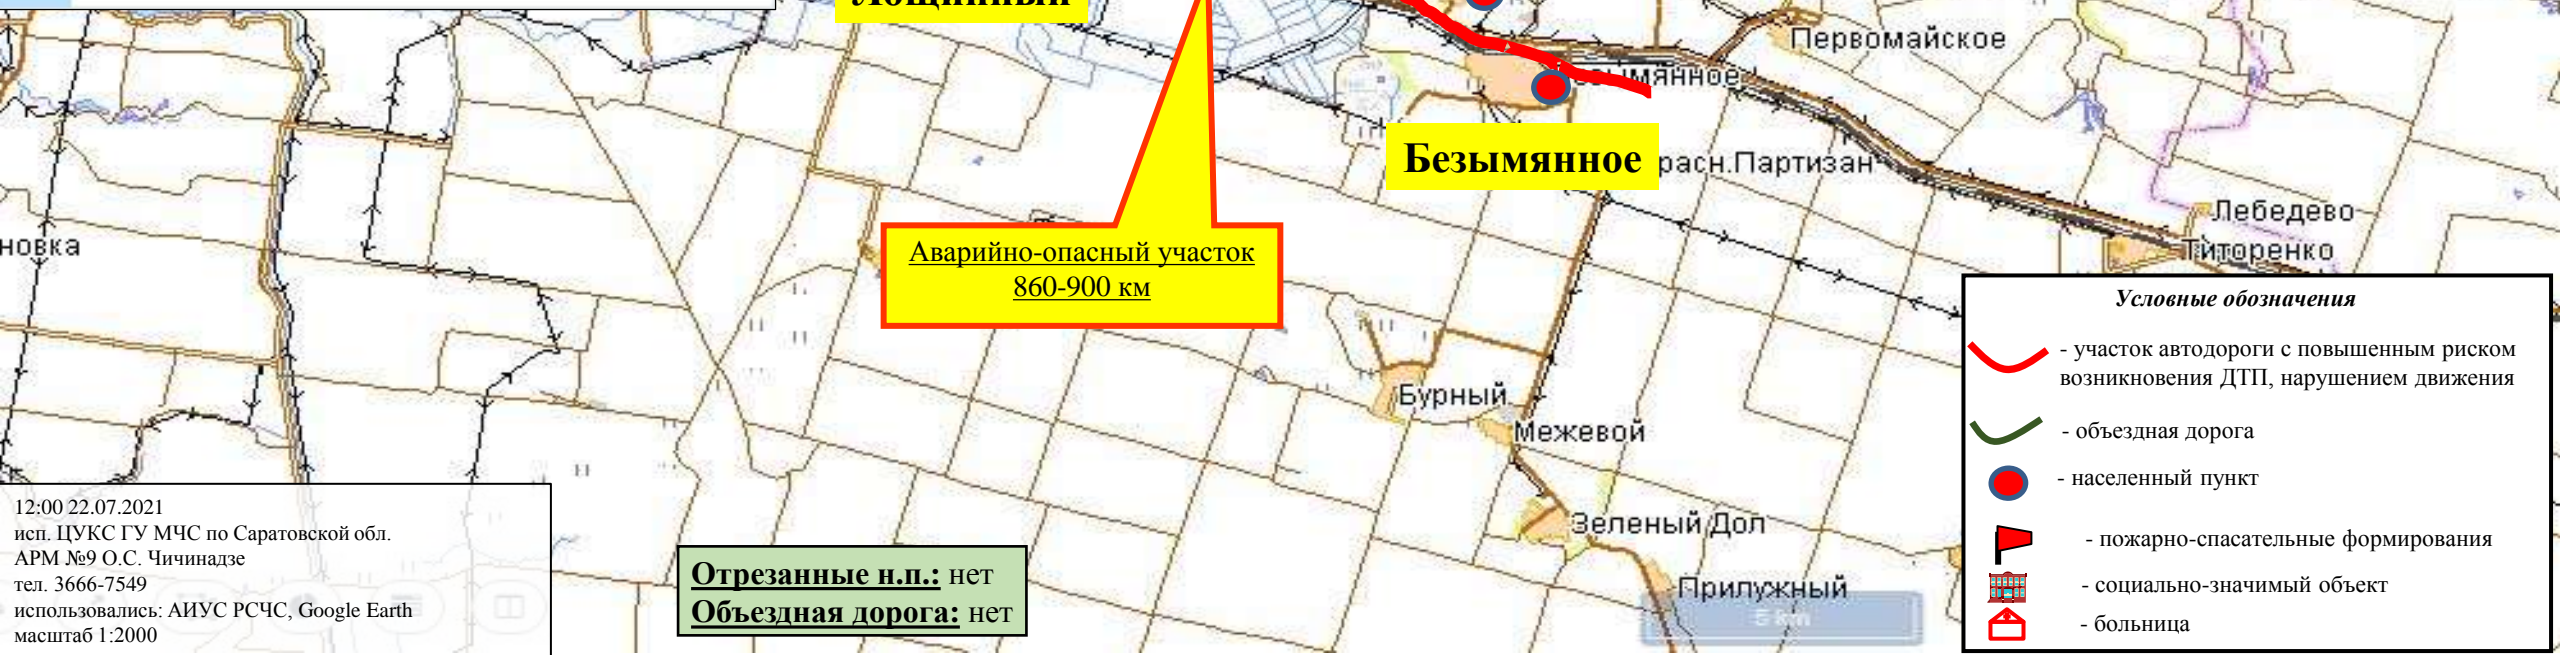 Первомайское
Безымянное
Лебедево
Титоренко
новка
Аварийно-опасный участок
860-900 км
Условные обозначения
- участок автодороги с повышенным риском
возникновения ДТП, нарушением движения
- объездная дорога
- населенный пункт
- пожарно-спасательные формирования
- социально-значимый объект
- больница
Бурный
Межевой
Зеленый Дол
Прилужный
5 km
12:00 22.07.2021
исп. ЦУКС ГУ МЧС по Саратовской обл.
АРМ №9 О.С. Чичинадзе
тел. 3666-7549
использовались: АИУС РСЧС, Google Earth
масштаб 1:2000
Отрезанные н.п.: нет
Объездная дорога: нет